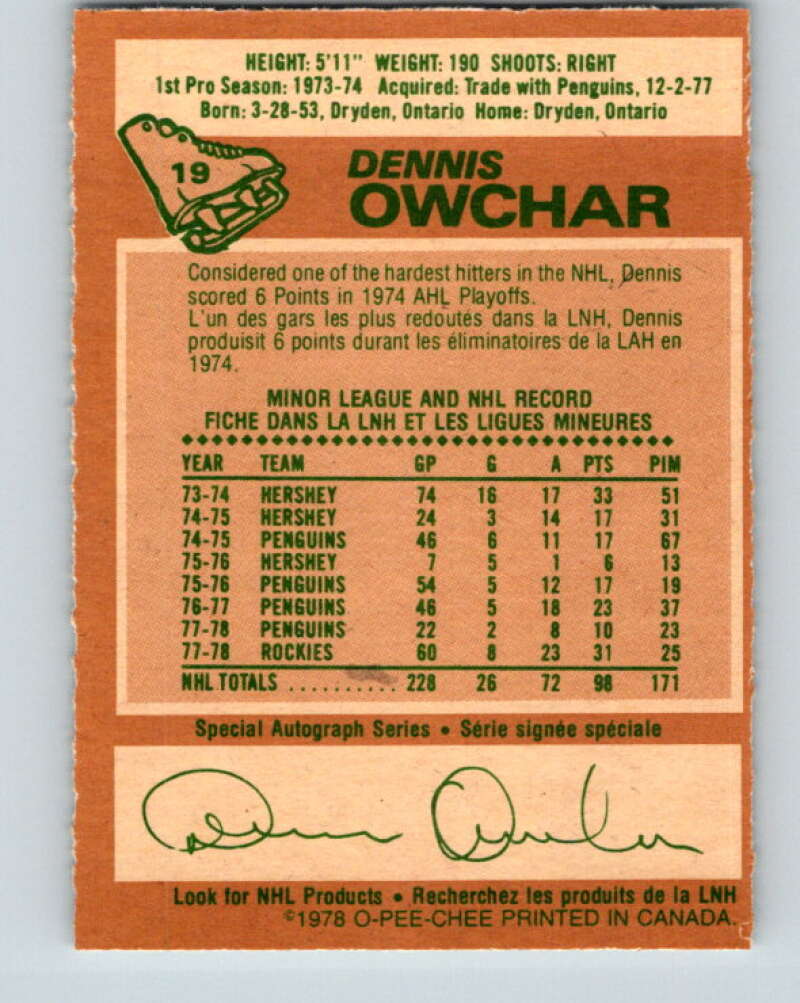 HEIGHT: 5'11" WEIGHT: 190 SHOOTS: RIGHT
1st Pro Season: 1973-74 Acquired: Trade with Penguins, 12-2-77
Born: 3-28-53, Dryden, Ontario Home: Dryden, Ontario
19
DENNIS
OWCHAR
Considered one of the hardest hitters in the NHL, Dennis
scored 6 Points in 1974 AHL Playoffs.
L'un des gars les plus redoutés dans la LNH, Dennis
produisit 6 points durant les éliminatoires de la LAH en
1974.
MINOR LEAGUE AND NHL RECORD
FICHE DANS LA LNH ET LES LIGUES MINEURES
YEAR TEAM GP G A PTS PIM
73-74 HERSHEY 74 16 17 33 51
74-75 HERSHEY 24 3 14 17 31
74-75 PENGUINS 46 6 11 17 67
75-76 HERSHEY 7 5 1 6 13
75-76 PENGUINS 54 5 12 17 19
76-77 PENGUINS 46 5 18 23 37
77-78 PENGUINS 22 2 8 10 23
77-78 ROCKIES 60 8 23 31 25
NHL TOTALS .......... 228 26 72 98 171
Special Autograph Series • Série signée spéciale
Dennis Owchar
Look for NHL Products • Recherchez les produits de la LNH
©1978 O-PEE-CHEE PRINTED IN CANADA.